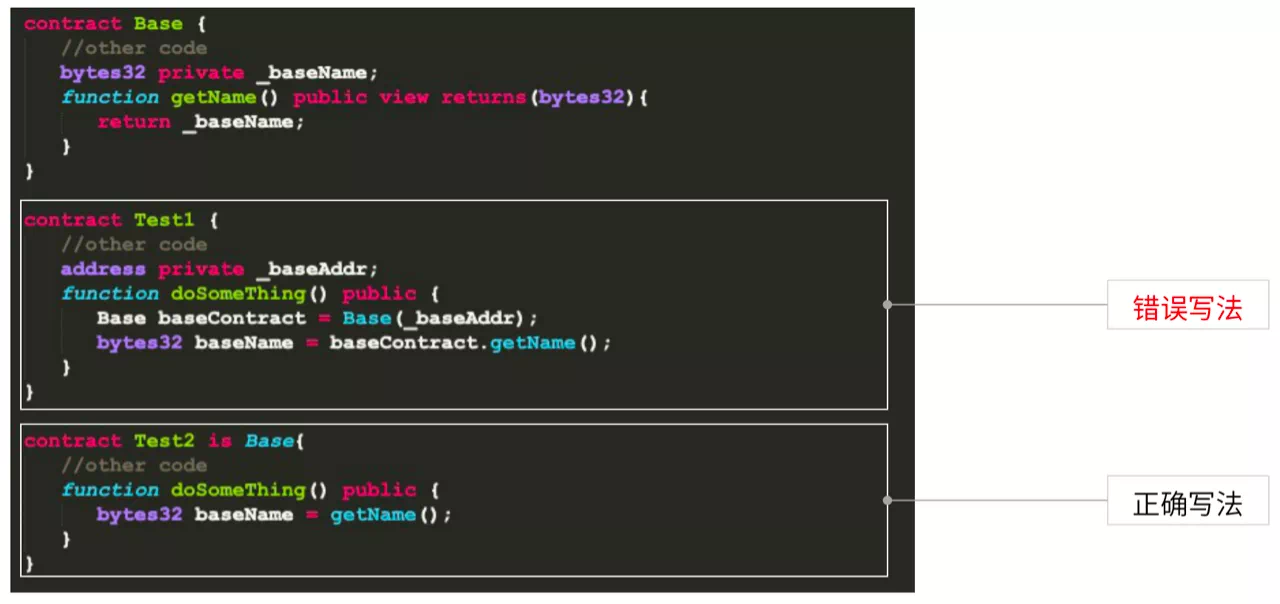 contract Base {
//other code
bytes32 private _baseName;
function getName() public view returns(bytes32){
return _baseName;
}
}
contract Test1 {
//other code
address private _baseAddr;
function doSomeThing() public {
Base baseContract = Base(_baseAddr);
bytes32 baseName = baseContract.getName();
}
}
错误写法
contract Test2 is Base{
//other code
function doSomeThing() public {
bytes32 baseName = getName();
}
}
正确写法